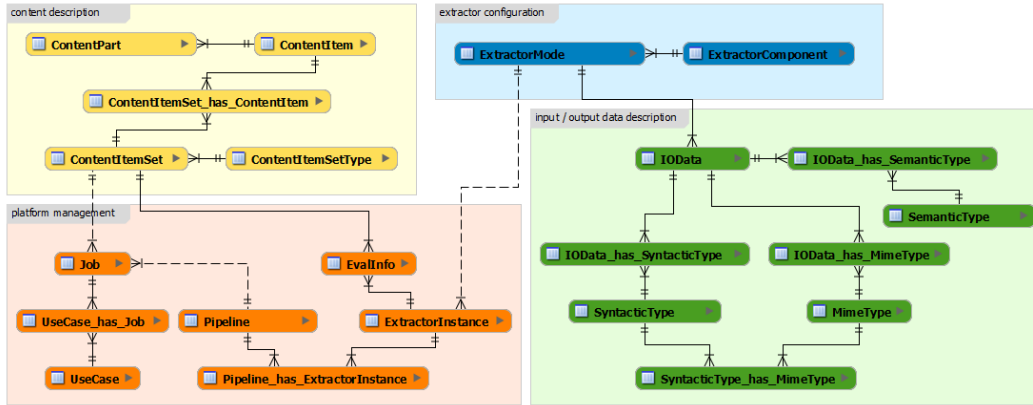 content description
ContentPart
ContentItem
ContentItemSet_has_ContentItem
ContentItemSet
ContentItemSetType
extractor configuration
ExtractorMode
ExtractorComponent
input / output data description
IOData
IOData_has_SemanticType
SemanticType
IOData_has_SyntacticType
IOData_has_MimeType
SyntacticType
MimeType
SyntacticType_has_MimeType
platform management
Job
EvalInfo
UseCase_has_Job
Pipeline
ExtractorInstance
UseCase
Pipeline_has_ExtractorInstance